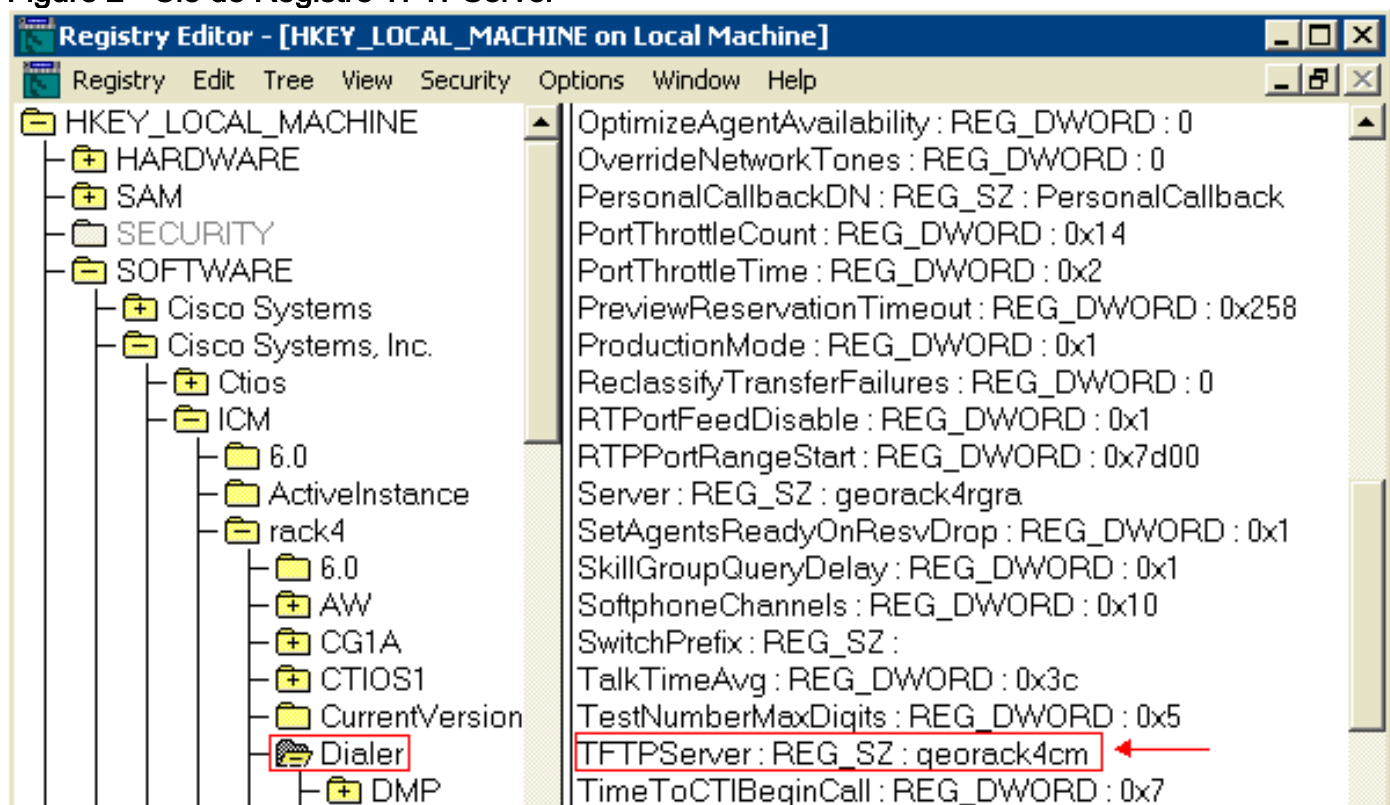 Registry Editor - [HKEY_LOCAL_MACHINE on Local Machine]
Registry Edit Tree View Security Options Window Help
HKEY_LOCAL_MACHINE
HARDWARE
SAM
SECURITY
SOFTWARE
Cisco Systems
Cisco Systems, Inc.
Ctios
ICM
6.0
ActiveInstance
rack4
6.0
AW
CG1A
CTIOS1
CurrentVersion
Dialer
DMP
OptimizeAgentAvailability : REG_DWORD : 0
OverrideNetworkTones : REG_DWORD : 0
PersonalCallbackDN : REG_SZ : PersonalCallback
PortThrottleCount : REG_DWORD : 0x14
PortThrottleTime : REG_DWORD : 0x2
PreviewReservationTimeout : REG_DWORD : 0x258
ProductionMode : REG_DWORD : 0x1
ReclassifyTransferFailures : REG_DWORD : 0
RTPortFeedDisable : REG_DWORD : 0x1
RTPPortRangeStart : REG_DWORD : 0x7d00
Server : REG_SZ : georack4rgra
SetAgentsReadyOnResvDrop : REG_DWORD : 0x1
SkillGroupQueryDelay : REG_DWORD : 0x1
SoftphoneChannels : REG_DWORD : 0x10
SwitchPrefix : REG_SZ :
TalkTimeAvg : REG_DWORD : 0x3c
TestNumberMaxDigits : REG_DWORD : 0x5
TFTPServer : REG_SZ : georack4cm
TimeToCTIBeginCall : REG_DWORD : 0x7